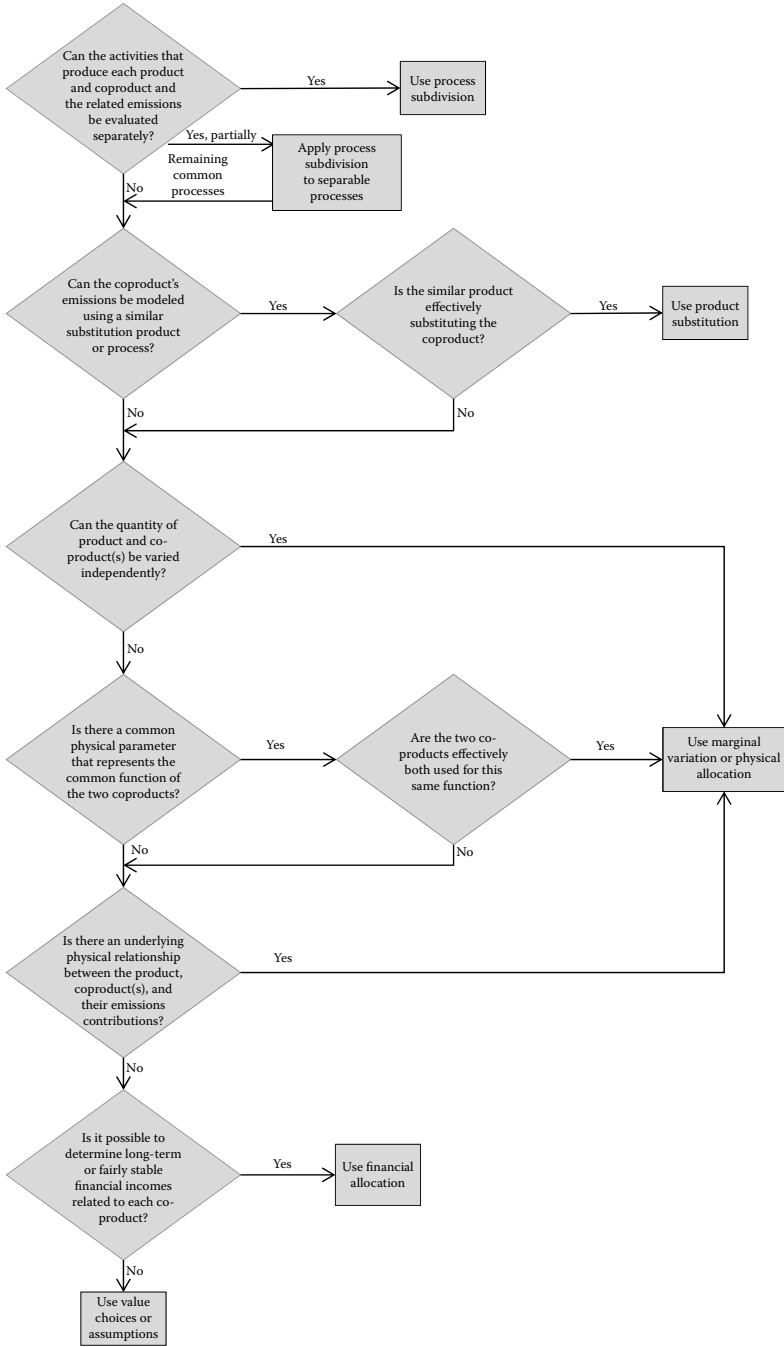 Can the activities that
produce each product
and coproduct and
the related emissions
be evaluated
separately?
Yes
Use process
subdivision
Yes, partially
Remaining
common
processes
Apply process
subdivision
to separable
processes
No
Can the coproduct's
emissions be modeled
using a similar
substitution product
or process?
Yes
Is the similar product
effectively
substituting the
coproduct?
Yes
Use product
substitution
No
No
Can the quantity of
product and co-
product(s) be varied
independently?
Yes
No
Is there a common
physical parameter
that represents the
common function of
the two coproducts?
Yes
Are the two co-
products effectively
both used for this
same function?
Yes
Use marginal
variation or physical
allocation
No
No
Is there an underlying
physical relationship
between the product,
coproduct(s), and
their emissions
contributions?
Yes
No
Is it possible to
determine long-term
or fairly stable
financial incomes
related to each co-
product?
Yes
Use financial
allocation
No
Use value
choices or
assumptions